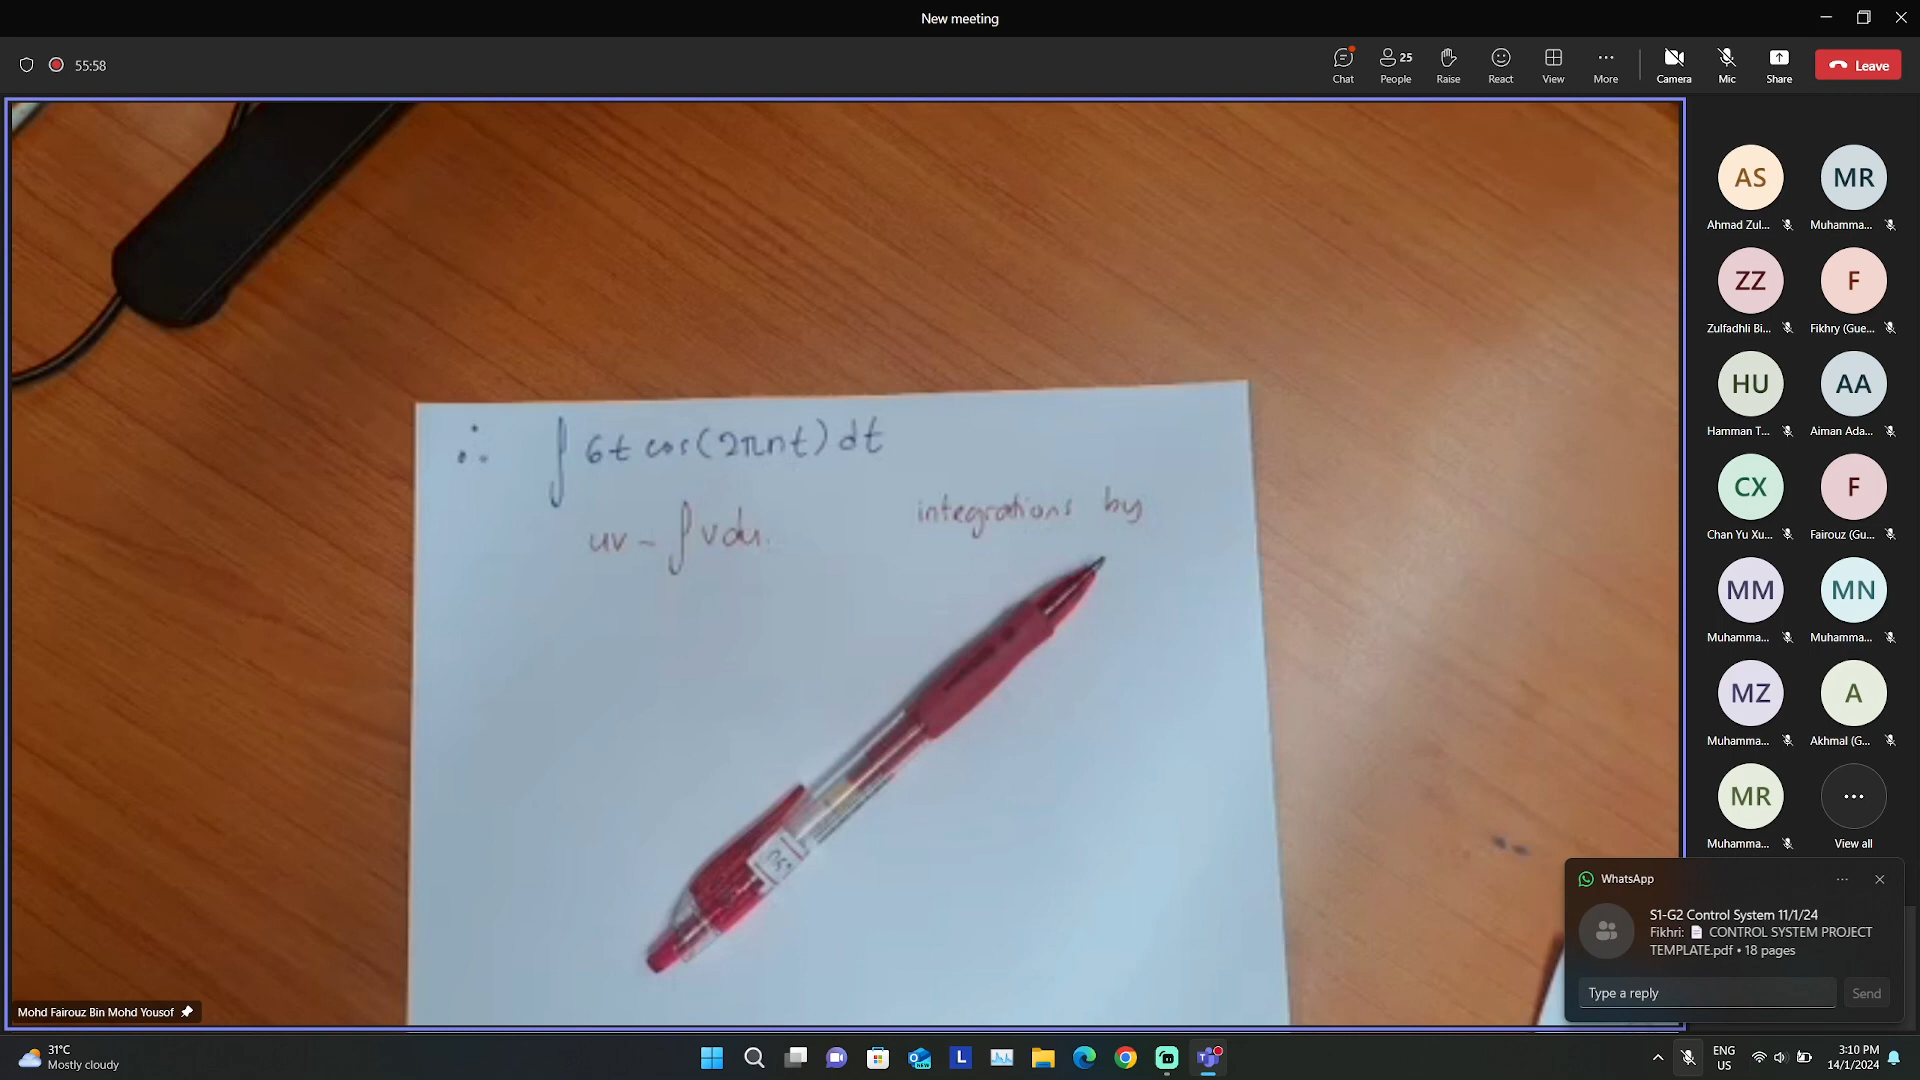 New meeting
55:58
Chat
25
People
Raise
React
View
More
Camera
Mic
Share
Leave
∴ ∫ 6t cos(2πnt) dt
uv - ∫ v du.
integrations by
AS
Ahmad Zul...
MR
Muhamma...
ZZ
Zulfadhli Bi...
F
Fikhry (Gue...
HU
Hamman T...
AA
Aiman Ada...
CX
Chan Yu Xu...
F
Fairouz (Gu...
MM
Muhamma...
MN
Muhamma...
MZ
Muhamma...
A
Akhmal (G...
MR
Muhamma...
View all
WhatsApp
S1-G2 Control System 11/1/24
Fikhri: 📄 CONTROL SYSTEM PROJECT
TEMPLATE.pdf • 18 pages
Type a reply
Send
Mohd Fairouz Bin Mohd Yousof
31°C
Mostly cloudy
NEW
L
ENG
US
3:10 PM
14/1/2024